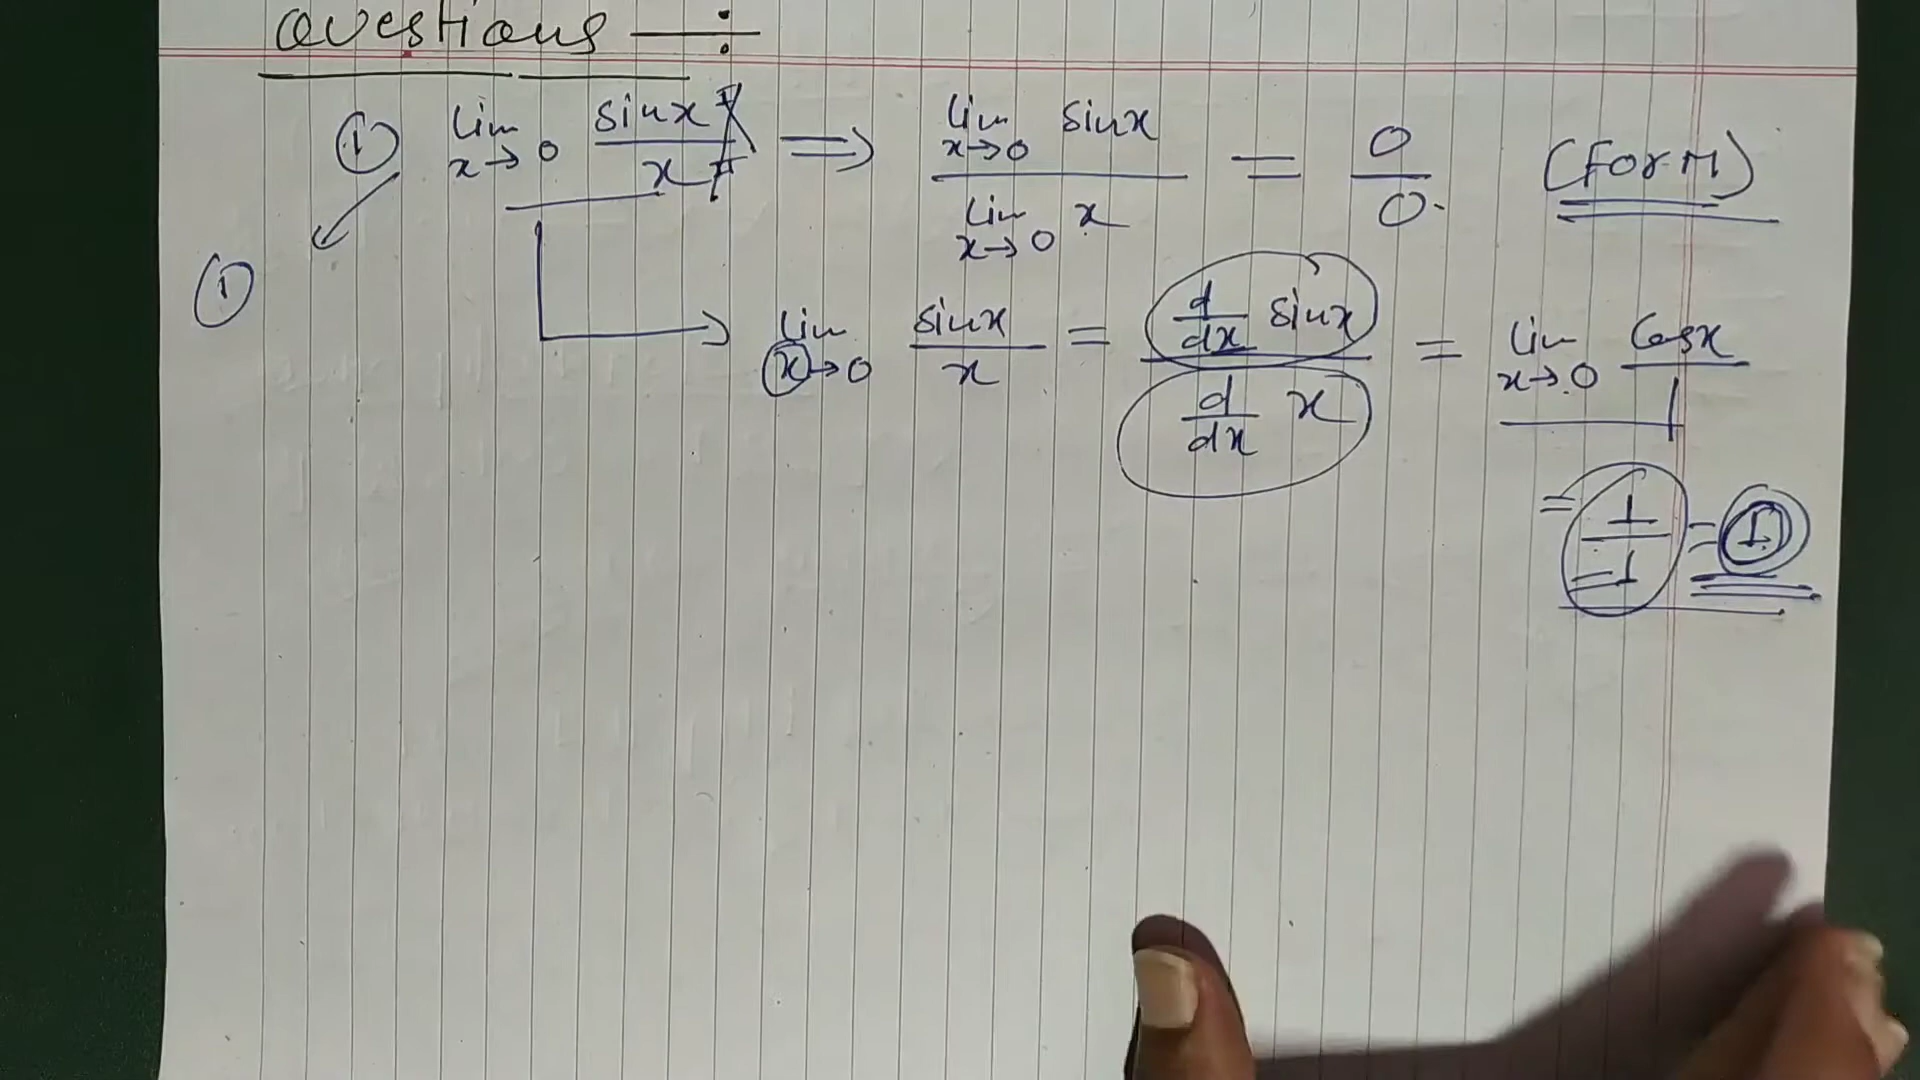 Questions ÷
① lim x→0 sinx/x ⇒ lim x→0 sinx / lim x→0 x = 0/0. (Form)
① lim x→0 sinx/x = d/dx sinx / d/dx x = lim x→0 Cosx/1
= 1/1 = 1